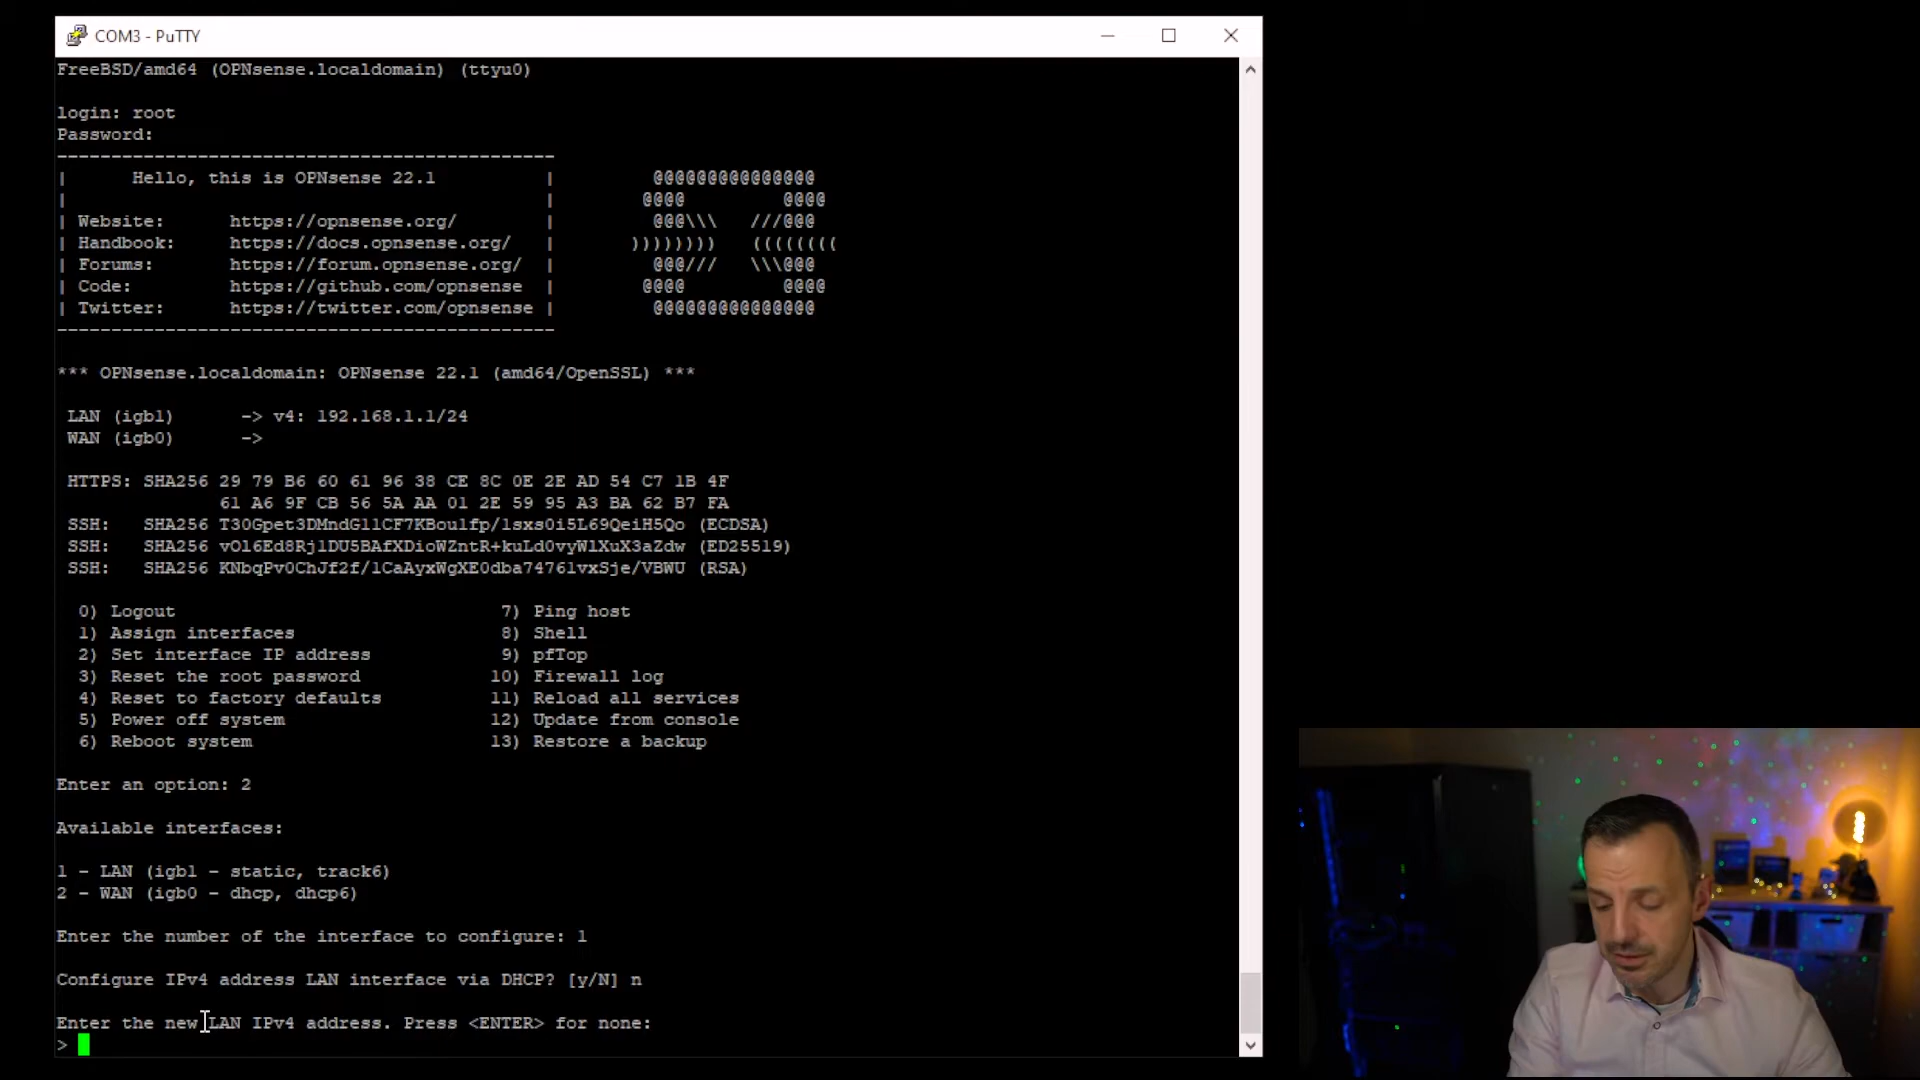 COM3 - PuTTY
FreeBSD/amd64 (OPNsense.localdomain) (ttyu0)
login: root
Password:
----------------------------------------------
|      Hello, this is OPNsense 22.1          |         @@@@@@@@@@@@@@@
|                                            |        @@@@         @@@@
| Website:      https://opnsense.org/        |         @@@\\\   ///@@@
| Handbook:     https://docs.opnsense.org/   |       ))))))))   ((((((((
| Forums:       https://forum.opnsense.org/  |         @@@///   \\\@@@
| Code:         https://github.com/opnsense  |        @@@@         @@@@
| Twitter:      https://twitter.com/opnsense |         @@@@@@@@@@@@@@@
----------------------------------------------
*** OPNsense.localdomain: OPNsense 22.1 (amd64/OpenSSL) ***
LAN (igb1)      -> v4: 192.168.1.1/24
WAN (igb0)      ->
HTTPS: SHA256 29 79 B6 60 61 96 38 CE 8C 0E 2E AD 54 C7 1B 4F
61 A6 9F CB 56 5A AA 01 2E 59 95 A3 BA 62 B7 FA
SSH:   SHA256 T30Gpet3DMndG11CF7KBoulfp/lsxs0i5L69QeiH5Qo (ECDSA)
SSH:   SHA256 vOl6Ed8Rj1DU5BAfXDioWZntR+kuLd0vyWlXuX3aZdw (ED25519)
SSH:   SHA256 KNbqPv0ChJf2f/1CaAyxWgXE0dba7476lvxSje/VBWU (RSA)
0) Logout                              7) Ping host
1) Assign interfaces                   8) Shell
2) Set interface IP address            9) pfTop
3) Reset the root password            10) Firewall log
4) Reset to factory defaults          11) Reload all services
5) Power off system                   12) Update from console
6) Reboot system                      13) Restore a backup
Enter an option: 2
Available interfaces:
1 - LAN (igb1 - static, track6)
2 - WAN (igb0 - dhcp, dhcp6)
Enter the number of the interface to configure: 1
Configure IPv4 address LAN interface via DHCP? [y/N] n
Enter the new LAN IPv4 address. Press <ENTER> for none:
>